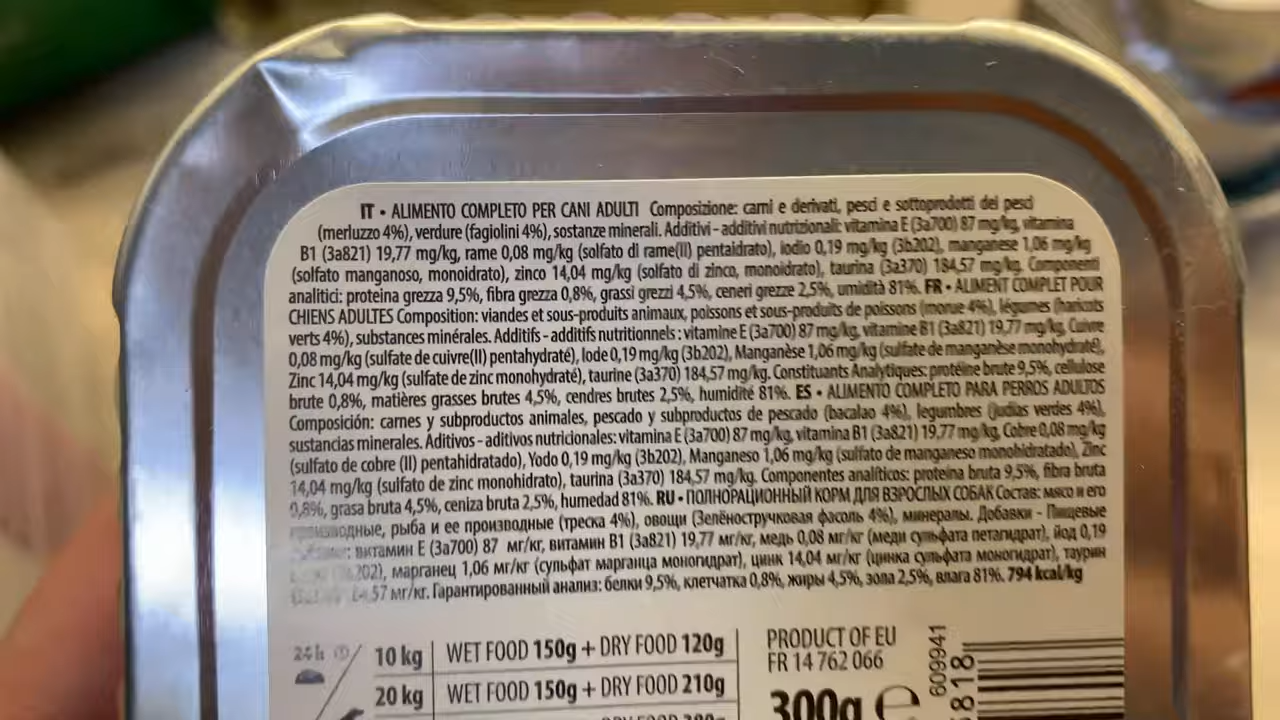 IT • ALIMENTO COMPLETO PER CANI ADULTI Composizione: carni e derivati, pesci e sottoprodotti dei pesci
(merluzzo 4%), verdure (fagiolini 4%), sostanze minerali. Additivi - additivi nutrizionali: vitamina E (3a700) 87 mg/kg, vitamina
B1 (3a821) 19,77 mg/kg, rame 0,08 mg/kg (solfato di rame(II) pentaidrato), iodio 0,19 mg/kg (3b202), manganese 1,06 mg/kg
(solfato manganoso, monoidrato), zinco 14,04 mg/kg (solfato di zinco, monoidrato), taurina (3a370) 184,57 mg/kg. Componenti
analitici: proteina grezza 9,5%, fibra grezza 0,8%, grassi grezzi 4,5%, ceneri grezze 2,5%, umidità 81%. FR • ALIMENT COMPLET POUR
CHIENS ADULTES Composition: viandes et sous-produits animaux, poissons et sous-produits de poissons (morue 4%), légumes (haricots
verts 4%), substances minérales. Additifs - additifs nutritionnels : vitamine E (3a700) 87 mg/kg, vitamine B1 (3a821) 19,77 mg/kg, Cuivre
0,08 mg/kg (sulfate de cuivre(II) pentahydraté), Iode 0,19 mg/kg (3b202), Manganèse 1,06 mg/kg (sulfate de manganèse monohydraté),
Zinc 14,04 mg/kg (sulfate de zinc monohydraté), taurine (3a370) 184,57 mg/kg. Constituants Analytiques: protéine brute 9,5%, cellulose
brute 0,8%, matières grasses brutes 4,5%, cendres brutes 2,5%, humidité 81%. ES • ALIMENTO COMPLETO PARA PERROS ADULTOS
Composición: carnes y subproductos animales, pescado y subproductos de pescado (bacalao 4%), legumbres (judías verdes 4%),
sustancias minerales. Aditivos - aditivos nutricionales: vitamina E (3a700) 87 mg/kg, vitamina B1 (3a821) 19,77 mg/kg, Cobre 0,08 mg/kg
(sulfato de cobre (II) pentahidratado), Yodo 0,19 mg/kg (3b202), Manganeso 1,06 mg/kg (sulfato de manganeso monohidratado), Zinc
14,04 mg/kg (sulfato de zinc monohidrato), taurina (3a370) 184,57 mg/kg. Componentes analíticos: proteína bruta 9,5%, fibra bruta
0,8%, grasa bruta 4,5%, ceniza bruta 2,5%, humedad 81%. RU • ПОЛНОРАЦИОННЫЙ КОРМ ДЛЯ ВЗРОСЛЫХ СОБАК Состав: мясо и его
производные, рыба и ее производные (треска 4%), овощи (Зелёностручковая фасоль 4%), минералы. Добавки - Пищевые
витамин Е (3a700) 87 мг/кг, витамин В1 (3a821) 19,77 мг/кг, медь 0,08 мг/кг (меди сульфата петагидрат), йод 0,19
202), марганец 1,06 мг/кг (сульфат марганца моногидрат), цинк 14,04 мг/кг (цинка сульфата моногидрат), таурин
57 мг/кг. Гарантированный анализ: белки 9,5%, клетчатка 0,8%, жиры 4,5%, зола 2,5%, влага 81%. 794 kcal/kg
24h
10 kg WET FOOD 150g + DRY FOOD 120g
20 kg WET FOOD 150g + DRY FOOD 210g
PRODUCT OF EU
FR 14 762 066
300g e
609941
818